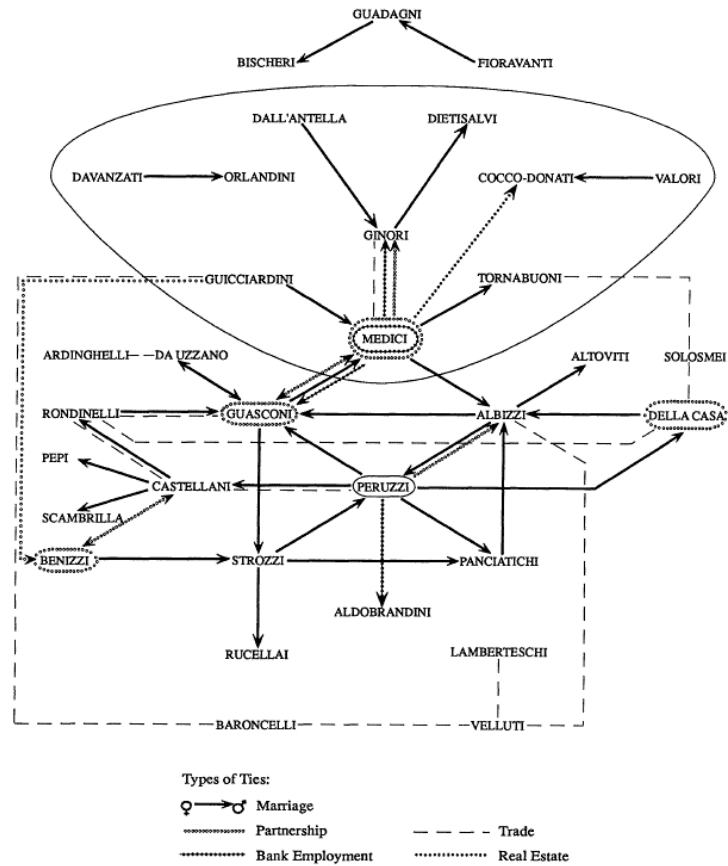 GUADAGNI
BISCHERI FIORAVANTI
DALL'ANTELLA DIETISALVI
DAVANZATI ORLANDINI COCCO-DONATI VALORI
GINORI
GUICCIARDINI TORNABUONI
MEDICI
ARDINGHELLI DA UZZANO ALTOVITI SOLOSMEI
RONDINELLI GUASCONI ALBIZZI DELLA CASA
PEPI
CASTELLANI PERUZZI
SCAMBRILLA
BENIZZI STROZZI PANCIATICHI
ALDOBRANDINI
RUCELLAI LAMBERTESCHI
BARONCELLI VELLUTI
Types of Ties:
♀ ♂ Marriage
Partnership Trade
Bank Employment Real Estate